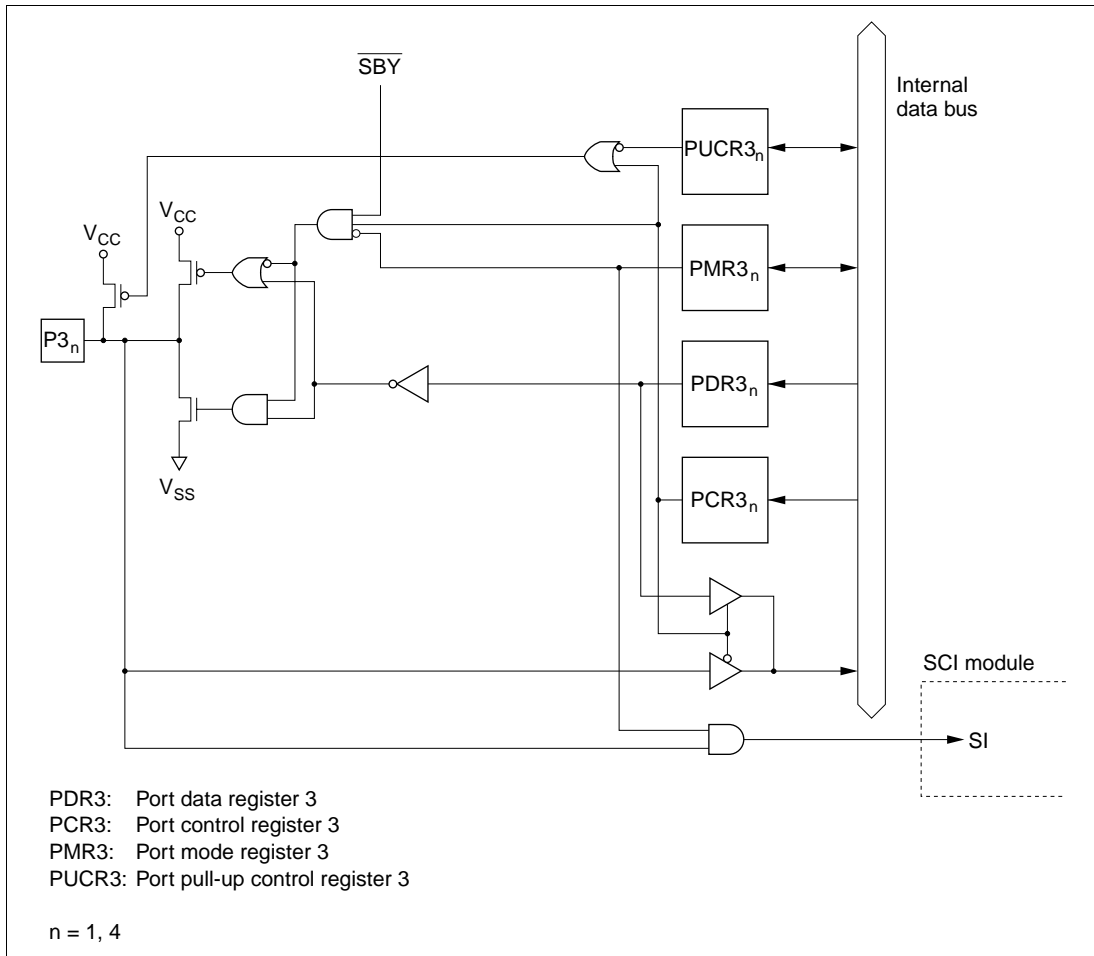 SBY
Internal
data bus
PUCR3n
VCC
VCC
PMR3n
P3n
PDR3n
VSS
PCR3n
SCI module
SI
PDR3: Port data register 3
PCR3: Port control register 3
PMR3: Port mode register 3
PUCR3: Port pull-up control register 3
n = 1, 4